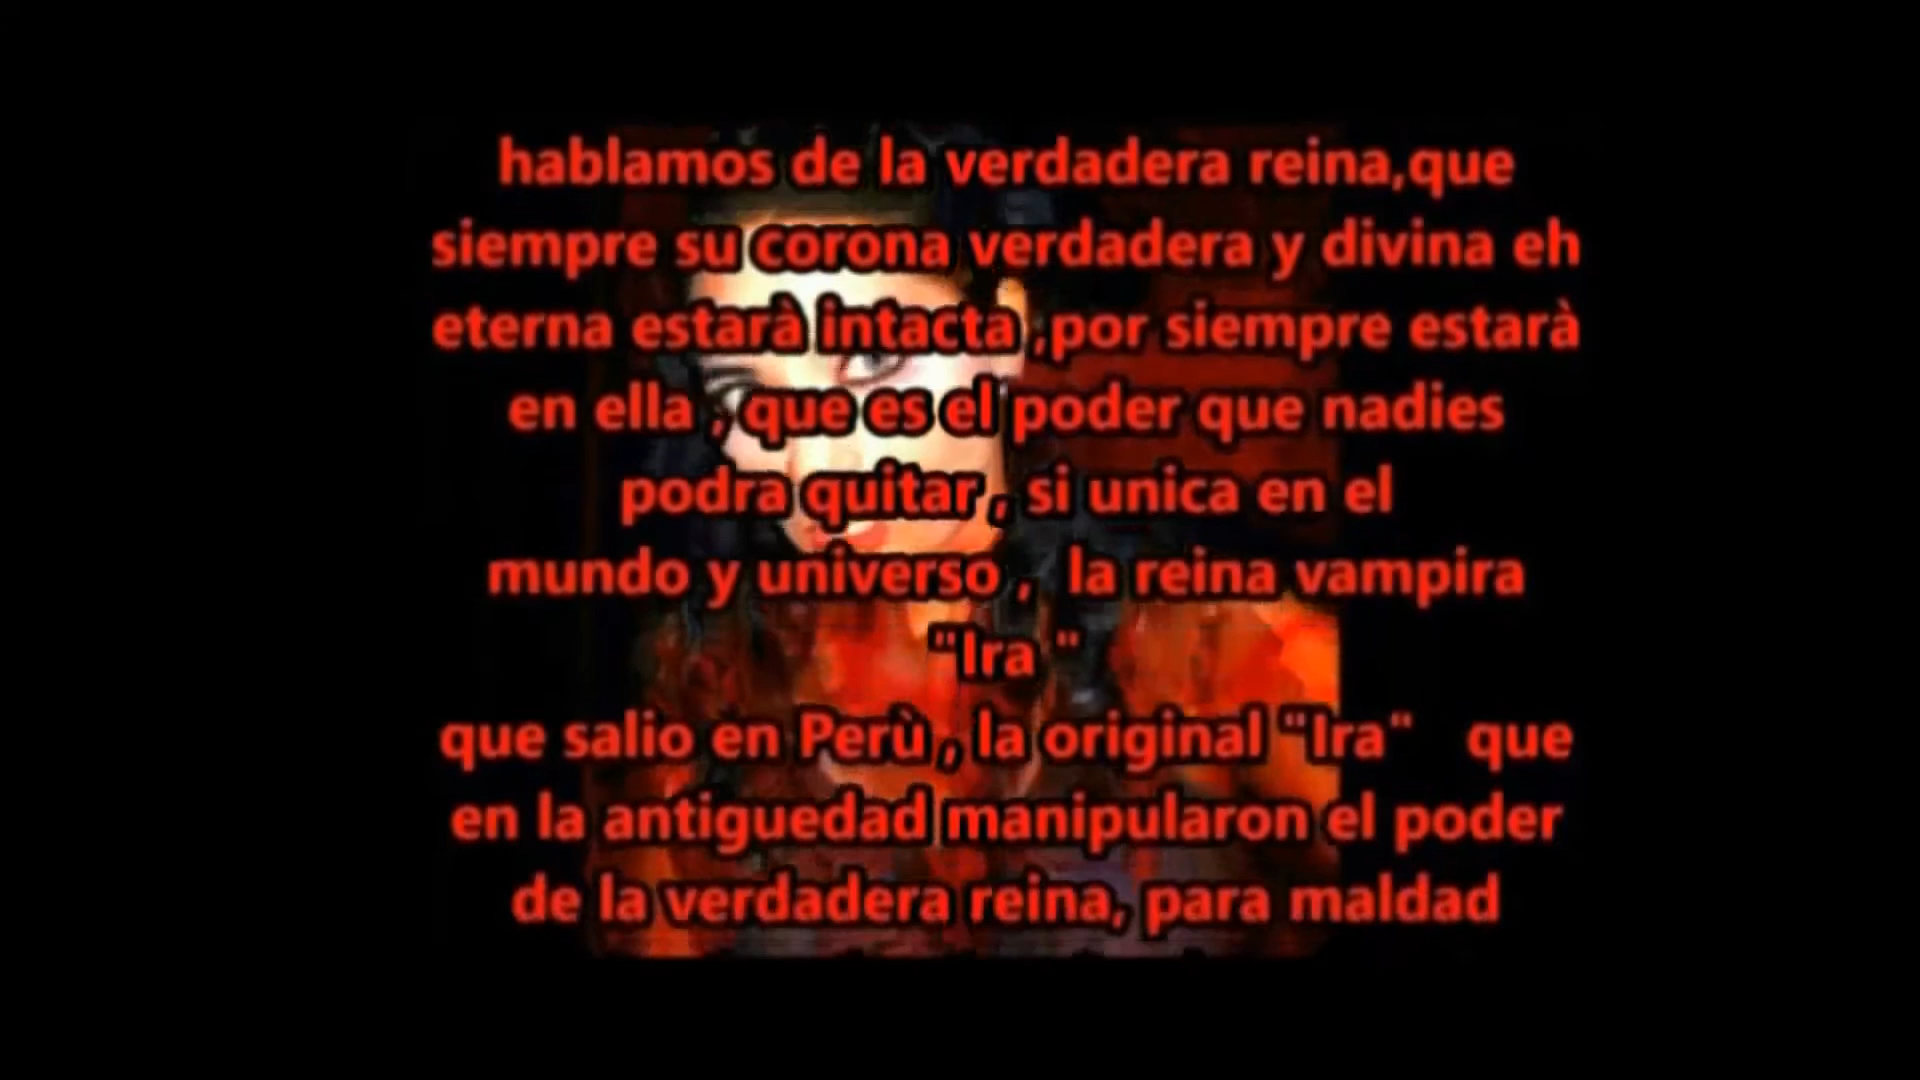 hablamos de la verdadera reina,que
siempre su corona verdadera y divina eh
eterna estarà intacta ,por siempre estarà
en ella , que es el poder que nadies
podra quitar , si unica en el
mundo y universo , la reina vampira
"Ira "
que salio en Perù , la original "Ira" que
en la antiguedad manipularon el poder
de la verdadera reina, para maldad